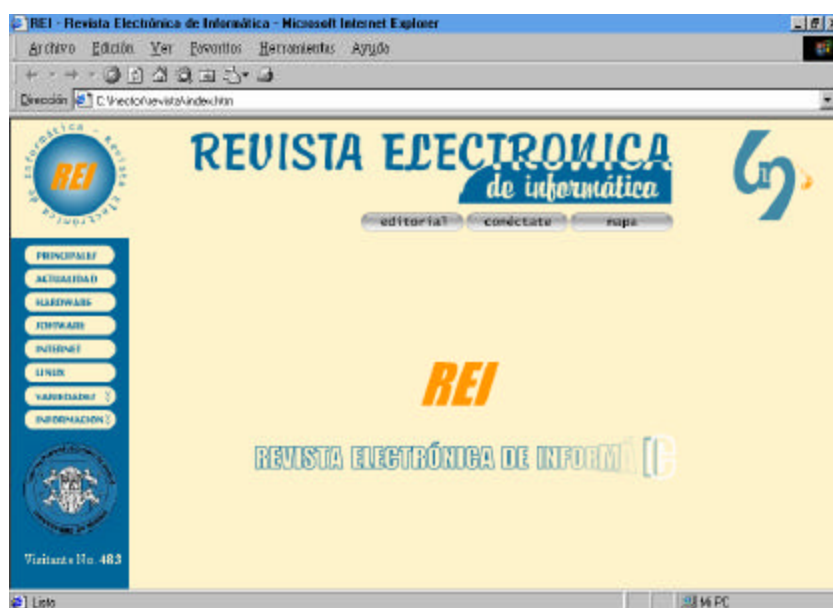 REI - Revista Electrónica de Informática - Microsoft Internet Explorer
Archivo Edición Ver Favoritos Herramientas Ayuda
Dirección C:\hector\revista\index.htm
REI
REVISTA ELECTRONICA
de informática
editorial conéctate mapa
PRINCIPALES
ACTUALIDAD
HARDWARE
SOFTWARE
INTERNET
LINUX
VARIEDADES
INFORMACION
REI
REVISTA ELECTRÓNICA DE INFORMÁ
Visitante No. 483
Listo
Mi PC